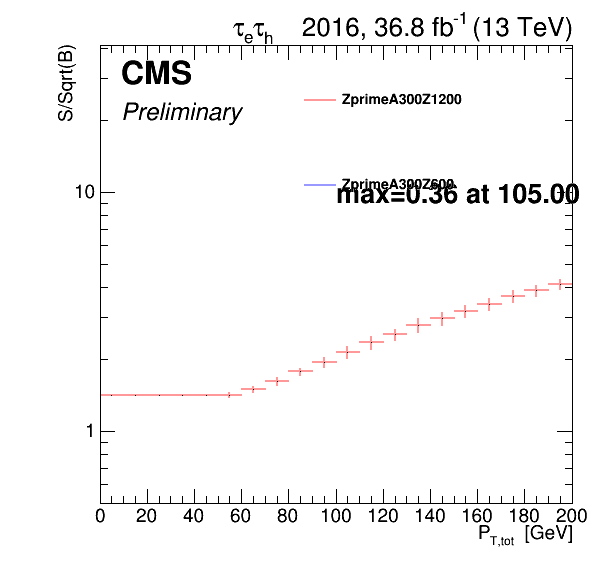 τeτh 2016, 36.8 fb-1 (13 TeV)
S/Sqrt(B)
CMS
Preliminary
ZprimeA300Z1200
ZprimeA300Z600
max=0.36 at 105.00
10
1
0 20 40 60 80 100 120 140 160 180 200
PT,tot [GeV]